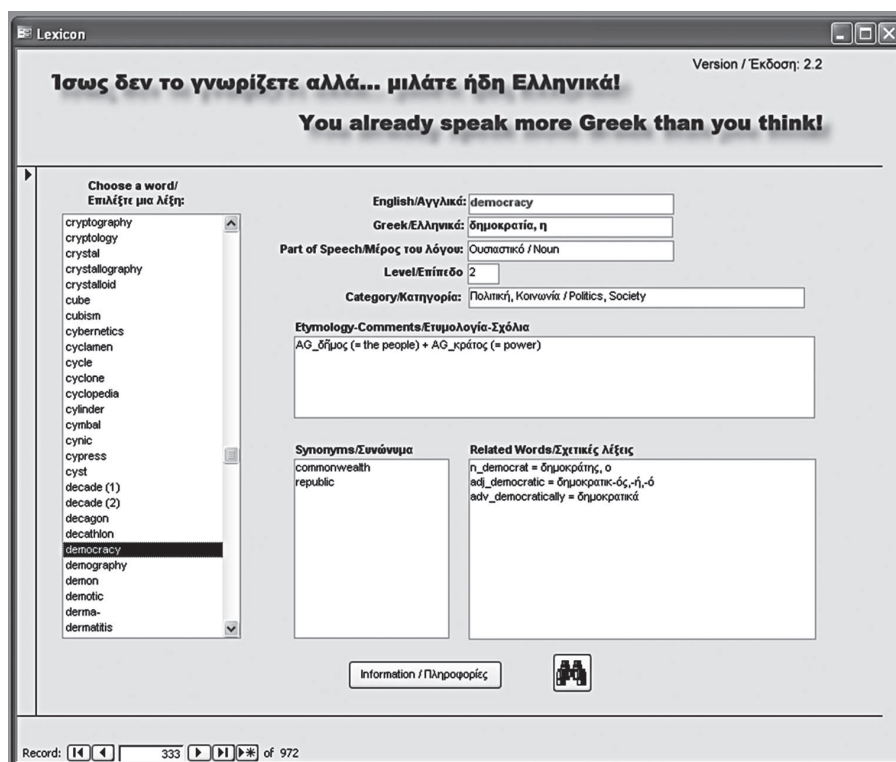 Lexicon
Version / Έκδοση: 2.2
Ίσως δεν το γνωρίζετε αλλά... μιλάτε ήδη Ελληνικά!
You already speak more Greek than you think!
Choose a word/
Επιλέξτε μια λέξη:
cryptography
cryptology
crystal
crystallography
crystalloid
cube
cubism
cybernetics
cyclamen
cycle
cyclone
cyclopedia
cylinder
cymbal
cynic
cypress
cyst
decade (1)
decade (2)
decagon
decathlon
democracy
demography
demon
demotic
derma-
dermatitis
English/Αγγλικά: democracy
Greek/Ελληνικά: δημοκρατία, η
Part of Speech/Μέρος του λόγου: Ουσιαστικό / Noun
Level/Επίπεδο 2
Category/Κατηγορία: Πολιτική, Κοινωνία / Politics, Society
Etymology-Comments/Ετυμολογία-Σχόλια
AG_δῆμος (= the people) + AG_κράτος (= power)
Synonyms/Συνώνυμα
commonwealth
republic
Related Words/Σχετικές λέξεις
n_democrat = δημοκράτης, ο
adj_democratic = δημοκρατικ-ός,-ή,-ό
adv_democratically = δημοκρατικά
Information / Πληροφορίες
Record: 333 of 972